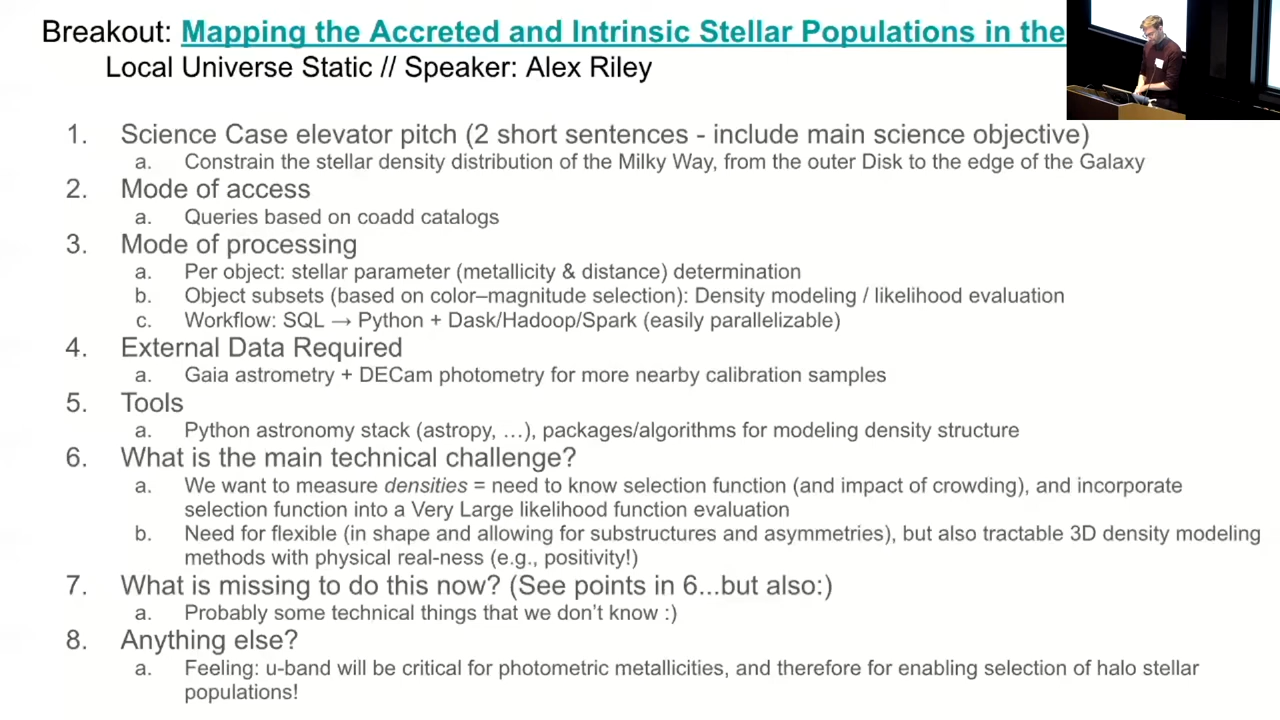 Breakout: Mapping the Accreted and Intrinsic Stellar Populations in the
Local Universe Static // Speaker: Alex Riley
1. Science Case elevator pitch (2 short sentences - include main science objective)
a. Constrain the stellar density distribution of the Milky Way, from the outer Disk to the edge of the Galaxy
2. Mode of access
a. Queries based on coadd catalogs
3. Mode of processing
a. Per object: stellar parameter (metallicity & distance) determination
b. Object subsets (based on color–magnitude selection): Density modeling / likelihood evaluation
c. Workflow: SQL → Python + Dask/Hadoop/Spark (easily parallelizable)
4. External Data Required
a. Gaia astrometry + DECam photometry for more nearby calibration samples
5. Tools
a. Python astronomy stack (astropy, …), packages/algorithms for modeling density structure
6. What is the main technical challenge?
a. We want to measure densities = need to know selection function (and impact of crowding), and incorporate
selection function into a Very Large likelihood function evaluation
b. Need for flexible (in shape and allowing for substructures and asymmetries), but also tractable 3D density modeling
methods with physical real-ness (e.g., positivity!)
7. What is missing to do this now? (See points in 6...but also:)
a. Probably some technical things that we don't know :)
8. Anything else?
a. Feeling: u-band will be critical for photometric metallicities, and therefore for enabling selection of halo stellar
populations!